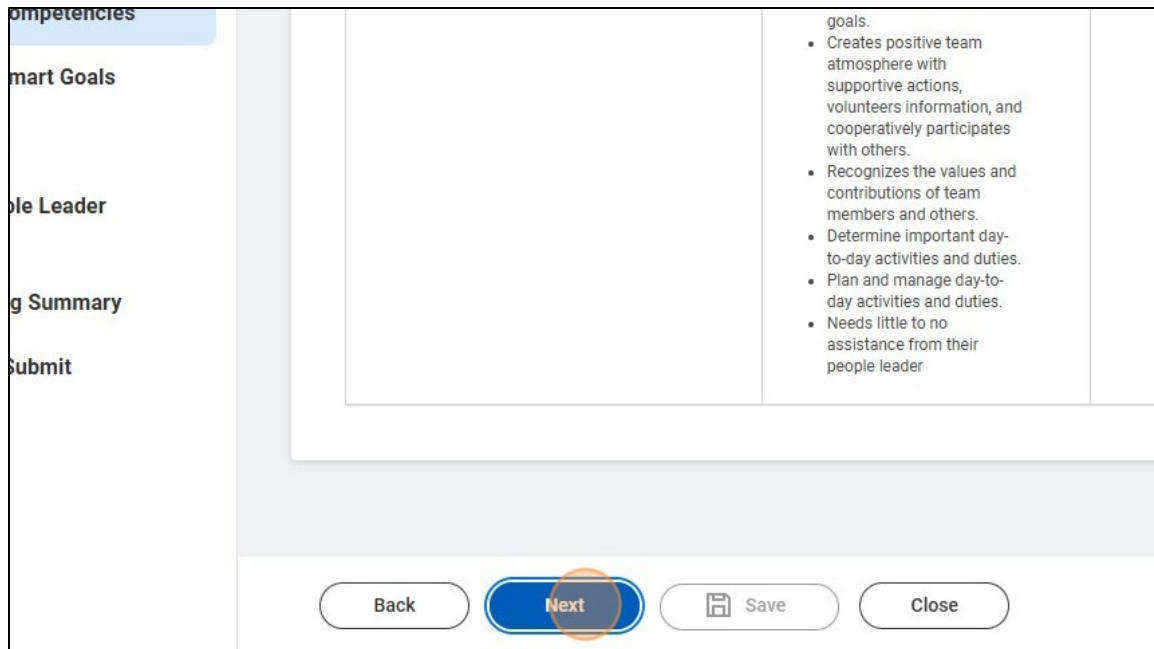 ompetencies
mart Goals
ple Leader
g Summary
Submit
goals.
• Creates positive team
atmosphere with
supportive actions,
volunteers information, and
cooperatively participates
with others.
• Recognizes the values and
contributions of team
members and others.
• Determine important day-
to-day activities and duties.
• Plan and manage day-to-
day activities and duties.
• Needs little to no
assistance from their
people leader
Back Next Save Close